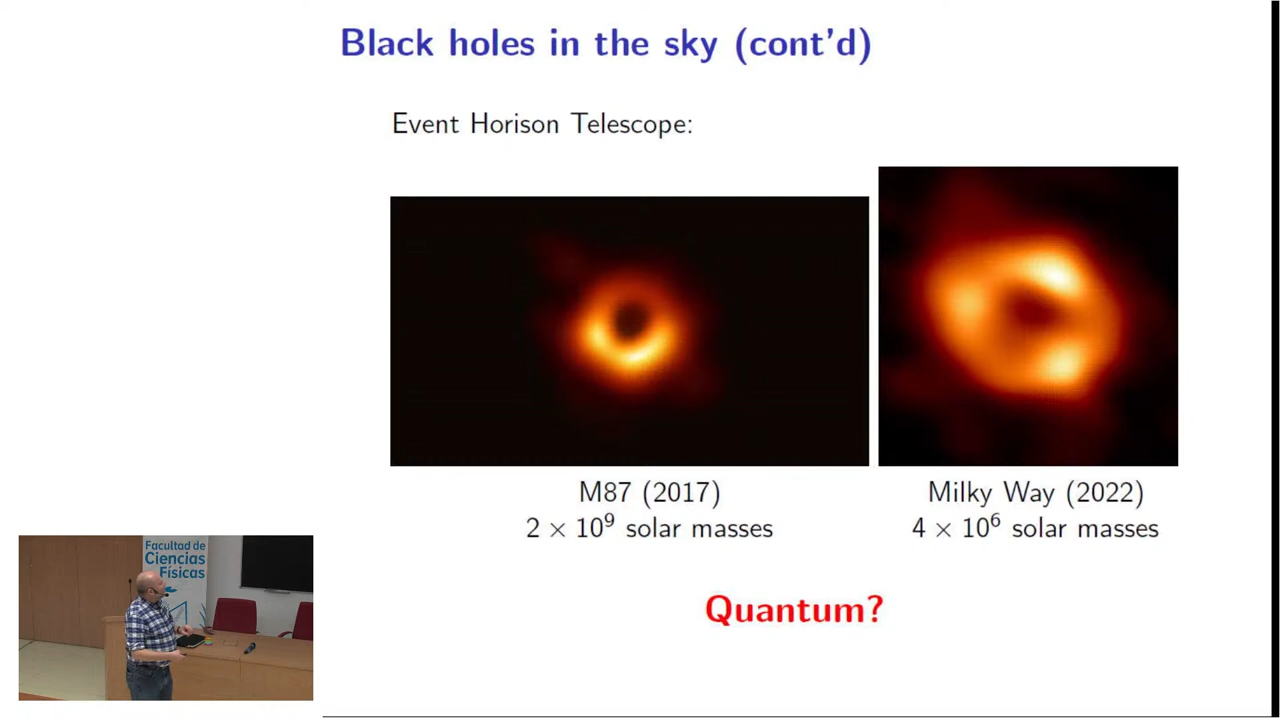 Black holes in the sky (cont'd)
Event Horison Telescope:
M87 (2017)
2 × 10⁹ solar masses
Milky Way (2022)
4 × 10⁶ solar masses
Quantum?
Facultad de
Ciencias
Físicas